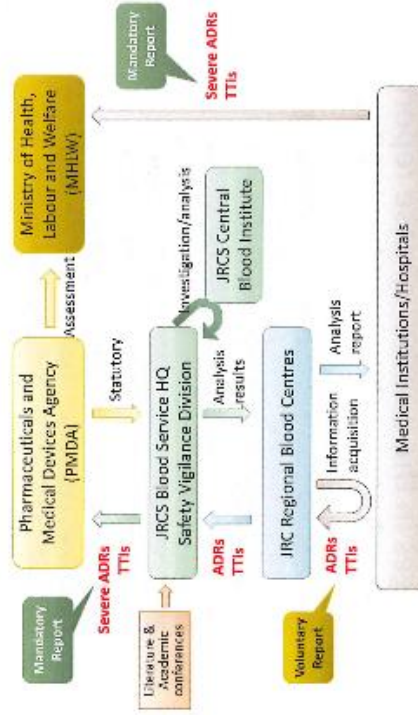 Mandatory
Report
Severe ADRs
TTIs
Pharmaceuticals and
Medical Devices Agency
(PMDA)
Assessment
Ministry of Health,
Labour and Welfare
(MHLW)
Statutory
Mandatory
Report
Severe ADRs
TTIs
Literature &
Academic
conferences
JRCS Blood Service HQ
Safety Vigilance Division
Investigation/analysis
JRCS Central
Blood Institute
ADRs
TTIs
Analysis
results
JRC Regional Blood Centres
Voluntary
Report
ADRs
TTIs
Information
acquisition
Analysis
report
Medical Institutions/Hospitals